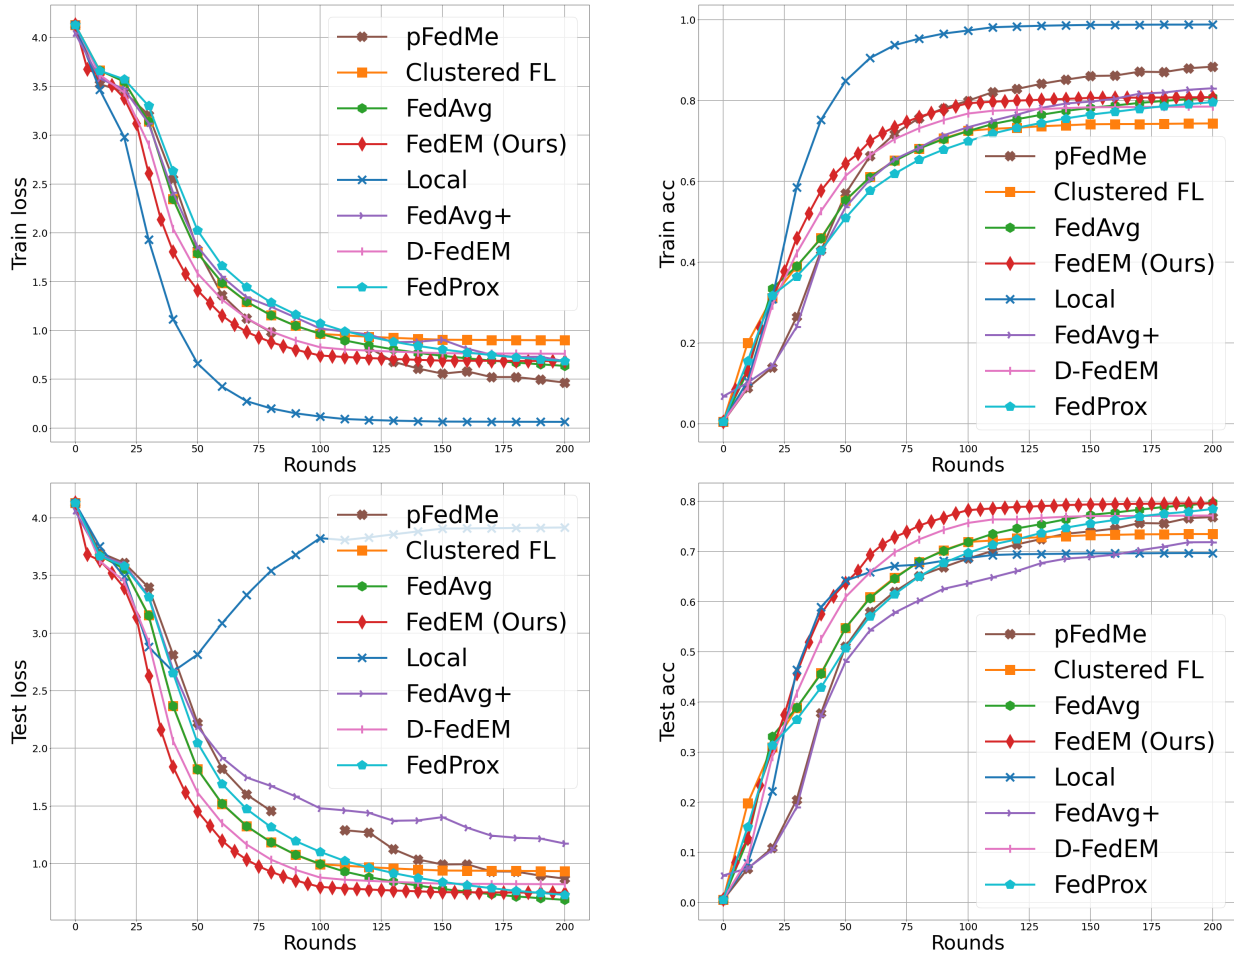 4.0
3.5
3.0
2.5
2.0
1.5
1.0
0.5
0.0
Train loss
0 25 50 75 100 125 150 175 200
Rounds
pFedMe
Clustered FL
FedAvg
FedEM (Ours)
Local
FedAvg+
D-FedEM
FedProx
1.0
0.8
0.6
0.4
0.2
0.0
Train acc
0 25 50 75 100 125 150 175 200
Rounds
pFedMe
Clustered FL
FedAvg
FedEM (Ours)
Local
FedAvg+
D-FedEM
FedProx
4.0
3.5
3.0
2.5
2.0
1.5
1.0
Test loss
0 25 50 75 100 125 150 175 200
Rounds
pFedMe
Clustered FL
FedAvg
FedEM (Ours)
Local
FedAvg+
D-FedEM
FedProx
0.8
0.7
0.6
0.5
0.4
0.3
0.2
0.1
0.0
Test acc
0 25 50 75 100 125 150 175 200
Rounds
pFedMe
Clustered FL
FedAvg
FedEM (Ours)
Local
FedAvg+
D-FedEM
FedProx